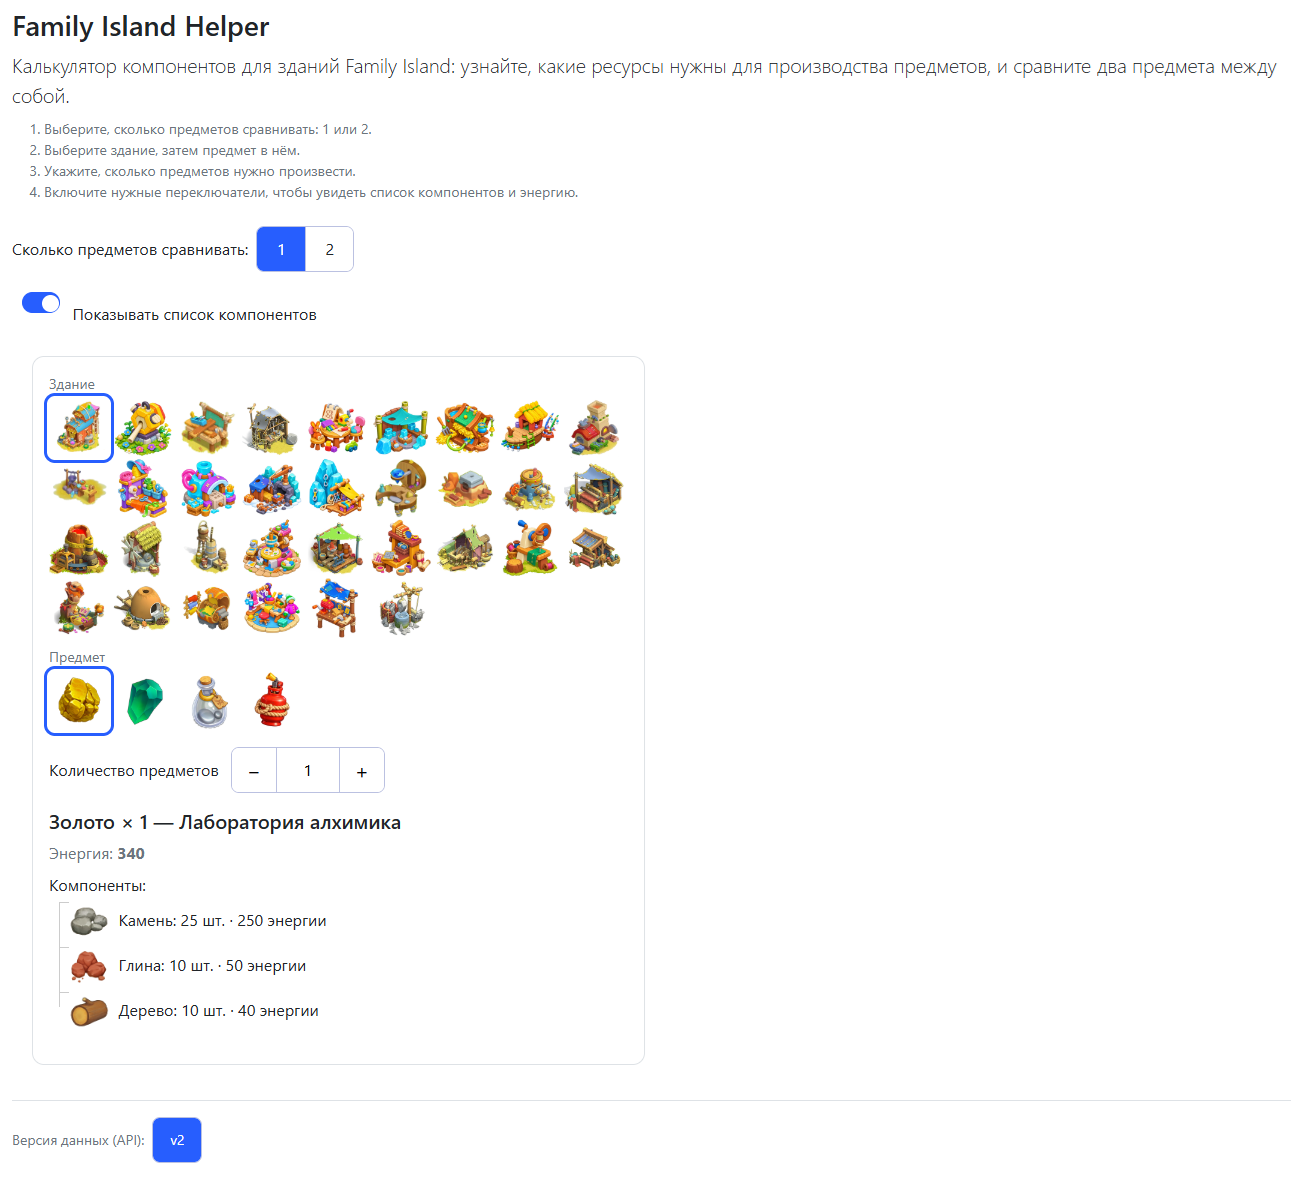 Family Island Helper
Калькулятор компонентов для зданий Family Island: узнайте, какие ресурсы нужны для производства предметов, и сравните два предмета между
собой.
1. Выберите, сколько предметов сравнивать: 1 или 2.
2. Выберите здание, затем предмет в нём.
3. Укажите, сколько предметов нужно произвести.
4. Включите нужные переключатели, чтобы увидеть список компонентов и энергию.
Сколько предметов сравнивать: 1 2
Показывать список компонентов
Здание
Предмет
Количество предметов − 1 +
Золото × 1 — Лаборатория алхимика
Энергия: 340
Компоненты:
Камень: 25 шт. · 250 энергии
Глина: 10 шт. · 50 энергии
Дерево: 10 шт. · 40 энергии
Версия данных (API): v2